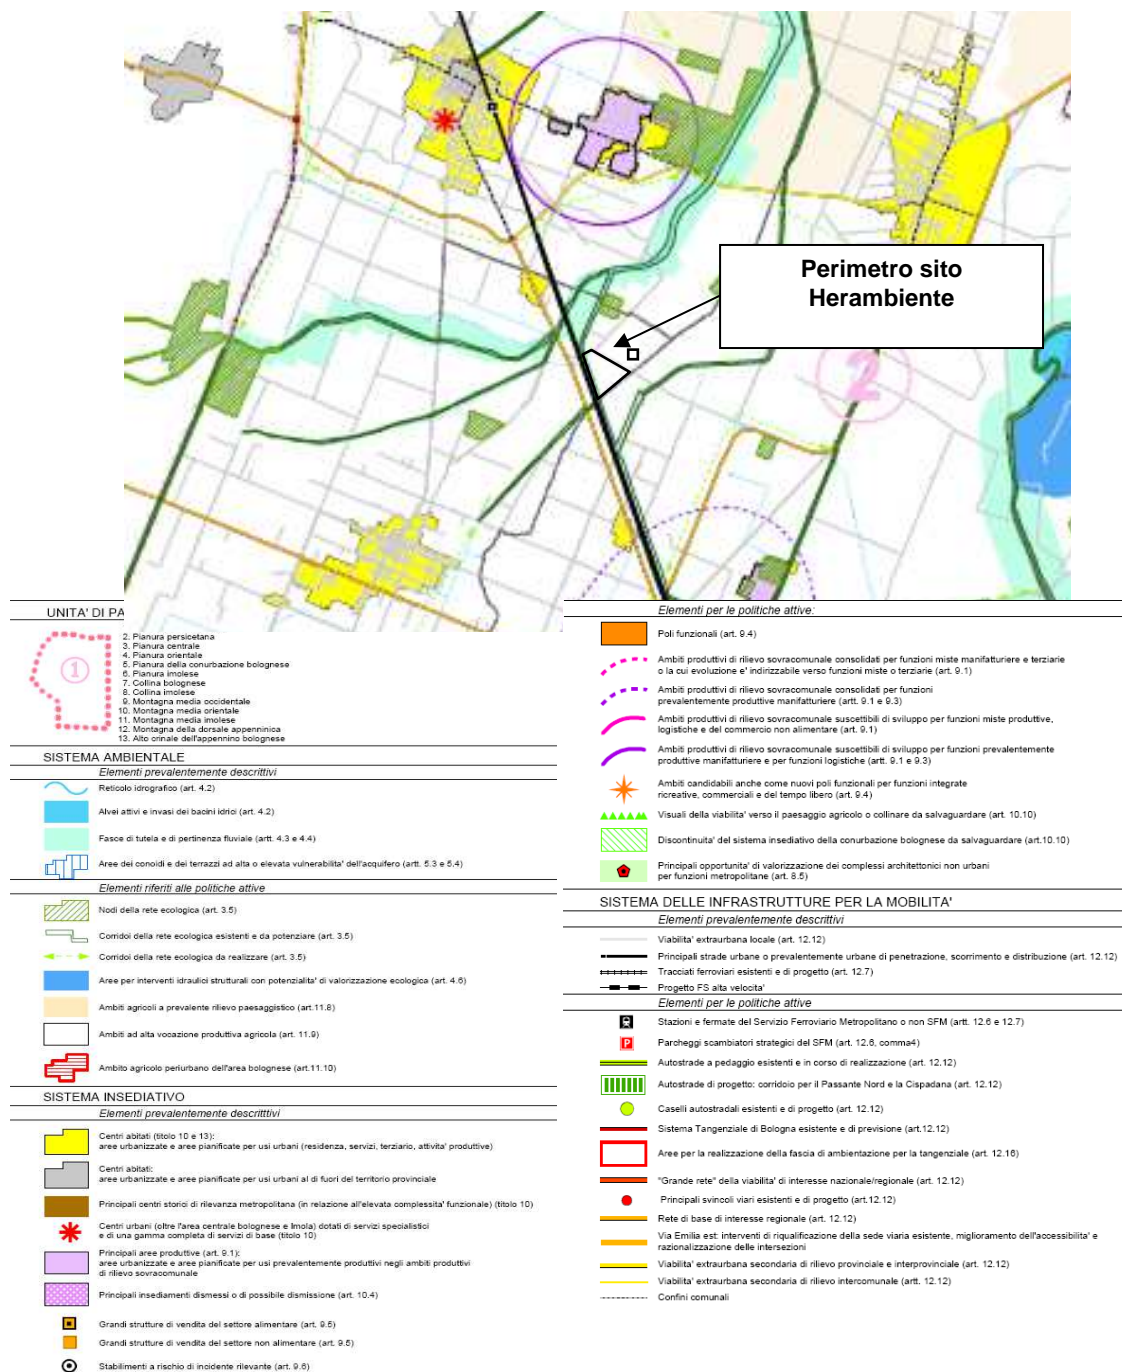 Perimetro sito
Herambiente
2
UNITA' DI PA
1
2. Pianura persicetana
3. Pianura centrale
4. Pianura orientale
5. Pianura della conurbazione bolognese
6. Pianura imolese
7. Collina bolognese
8. Collina imolese
9. Montagna media occidentale
10. Montagna media orientale
11. Montagna media imolese
12. Montagna della dorsale appenninica
13. Alto crinale dell'appennino bolognese
SISTEMA AMBIENTALE
Elementi prevalentemente descrittivi
Reticolo idrografico (art. 4.2)
Alvei attivi e invasi dei bacini idrici (art. 4.2)
Fasce di tutela e di pertinenza fluviale (artt. 4.3 e 4.4)
Aree dei conoidi e dei terrazzi ad alta o elevata vulnerabilita' dell'acquifero (artt. 5.3 e 5.4)
Elementi riferiti alle politiche attive
Nodi della rete ecologica (art. 3.5)
Corridoi della rete ecologica esistenti e da potenziare (art. 3.5)
Corridoi della rete ecologica da realizzare (art. 3.5)
Aree per interventi idraulici strutturali con potenzialita' di valorizzazione ecologica (art. 4.6)
Ambiti agricoli a prevalente rilievo paesaggistico (art.11.8)
Ambiti ad alta vocazione produttiva agricola (art. 11.9)
Ambito agricolo periurbano dell'area bolognese (art.11.10)
SISTEMA INSEDIATIVO
Elementi prevalentemente descritttivi
Centri abitati (titolo 10 e 13):
aree urbanizzate e aree pianificate per usi urbani (residenza, servizi, terziario, attivita' produttive)
Centri abitati:
aree urbanizzate e aree pianificate per usi urbani al di fuori del territorio provinciale
Principali centri storici di rilevanza metropolitana (in relazione all'elevata complessita' funzionale) (titolo 10)
Centri urbani (oltre l'area centrale bolognese e Imola) dotati di servizi specialistici
e di una gamma completa di servizi di base (titolo 10)
Principali aree produttive (art. 9.1):
aree urbanizzate e aree pianificate per usi prevalentemente produttivi negli ambiti produttivi
di rilievo sovracomunale
Principali insediamenti dismessi o di possibile dismissione (art. 10.4)
Grandi strutture di vendita del settore alimentare (art. 9.5)
Grandi strutture di vendita del settore non alimentare (art. 9.5)
Stabilimenti a rischio di incidente rilevante (art. 9.6)
Elementi per le politiche attive:
Poli funzionali (art. 9.4)
Ambiti produttivi di rilievo sovracomunale consolidati per funzioni miste manifatturiere e terziarie
o la cui evoluzione e' indirizzabile verso funzioni miste o terziarie (art. 9.1)
Ambiti produttivi di rilievo sovracomunale consolidati per funzioni
prevalentemente produttive manifatturiere (artt. 9.1 e 9.3)
Ambiti produttivi di rilievo sovracomunale suscettibili di sviluppo per funzioni miste produttive,
logistiche e del commercio non alimentare (art. 9.1)
Ambiti produttivi di rilievo sovracomunale suscettibili di sviluppo per funzioni prevalentemente
produttive manifatturiere e per funzioni logistiche (artt. 9.1 e 9.3)
Ambiti candidabili anche come nuovi poli funzionali per funzioni integrate
ricreative, commerciali e del tempo libero (art. 9.4)
Visuali della viabilita' verso il paesaggio agricolo o collinare da salvaguardare (art. 10.10)
Discontinuita' del sistema insediativo della conurbazione bolognese da salvaguardare (art.10.10)
Principali opportunita' di valorizzazione dei complessi architettonici non urbani
per funzioni metropolitane (art. 8.5)
SISTEMA DELLE INFRASTRUTTURE PER LA MOBILITA'
Elementi prevalentemente descrittivi
Viabilita' extraurbana locale (art. 12.12)
Principali strade urbane o prevalentemente urbane di penetrazione, scorrimento e distribuzione (art. 12.12)
Tracciati ferroviari esistenti e di progetto (art. 12.7)
Progetto FS alta velocita'
Elementi per le politiche attive
Stazioni e fermate del Servizio Ferroviario Metropolitano o non SFM (artt. 12.6 e 12.7)
P
Parcheggi scambiatori strategici del SFM (art. 12.6, comma4)
Autostrade a pedaggio esistenti e in corso di realizzazione (art. 12.12)
Autostrade di progetto: corridoio per il Passante Nord e la Cispadana (art. 12.12)
Caselli autostradali esistenti e di progetto (art. 12.12)
Sistema Tangenziale di Bologna esistente e di previsione (art.12.12)
Aree per la realizzazione della fascia di ambientazione per la tangenziale (art. 12.16)
"Grande rete" della viabilita' di interesse nazionale/regionale (art. 12.12)
Principali svincoli viari esistenti e di progetto (art.12.12)
Rete di base di interesse regionale (art. 12.12)
Via Emilia est: interventi di riqualificazione della sede viaria esistente, miglioramento dell'accessibilita' e
razionalizzazione delle intersezioni
Viabilita' extraurbana secondaria di rilievo provinciale e interprovinciale (art. 12.12)
Viabilita' extraurbana secondaria di rilievo intercomunale (artt. 12.12)
Confini comunali